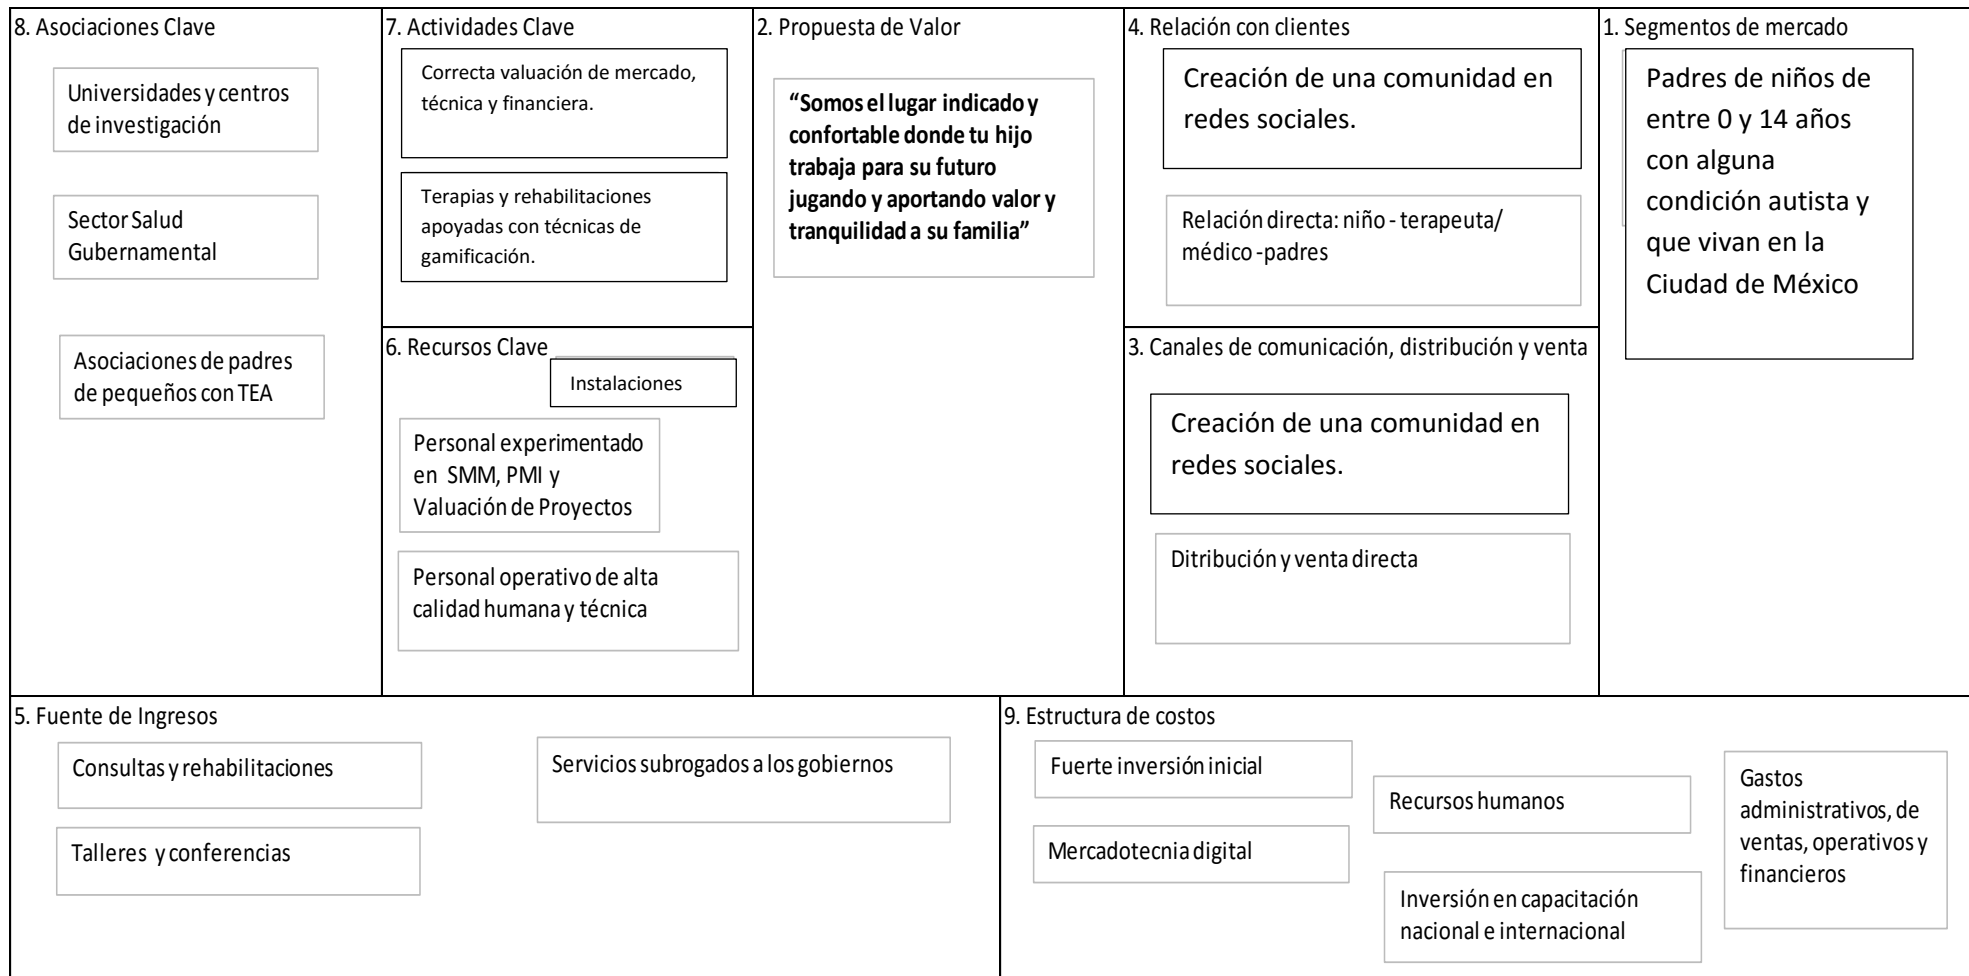 8. Asociaciones Clave
Universidades y centros
de investigación
Sector Salud
Gubernamental
Asociaciones de padres
de pequeños con TEA
7. Actividades Clave
Correcta valuación de mercado,
técnica y financiera.
Terapias y rehabilitaciones
apoyadas con técnicas de
gamificación.
6. Recursos Clave
Instalaciones
Personal experimentado
en SMM, PMI y
Valuación de Proyectos
Personal operativo de alta
calidad humana y técnica
2. Propuesta de Valor
“Somos el lugar indicado y
confortable donde tu hijo
trabaja para su futuro
jugando y aportando valor y
tranquilidad a su familia”
4. Relación con clientes
Creación de una comunidad en
redes sociales.
Relación directa: niño - terapeuta/
médico -padres
3. Canales de comunicación, distribución y venta
Creación de una comunidad en
redes sociales.
Ditribución y venta directa
1. Segmentos de mercado
Padres de niños de
entre 0 y 14 años
con alguna
condición autista y
que vivan en la
Ciudad de México
5. Fuente de Ingresos
Consultas y rehabilitaciones
Servicios subrogados a los gobiernos
Talleres y conferencias
9. Estructura de costos
Fuerte inversión inicial
Mercadotecnia digital
Recursos humanos
Inversión en capacitación
nacional e internacional
Gastos
administrativos, de
ventas, operativos y
financieros